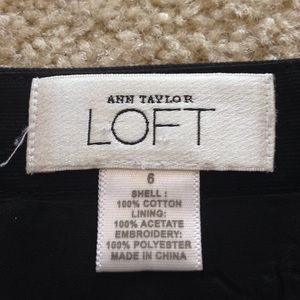 ANN TAYLOR
LOFT
6
SHELL :
100% COTTON
LINING:
100% ACETATE
EMBROIDERY:
100% POLYESTER
MADE IN CHINA